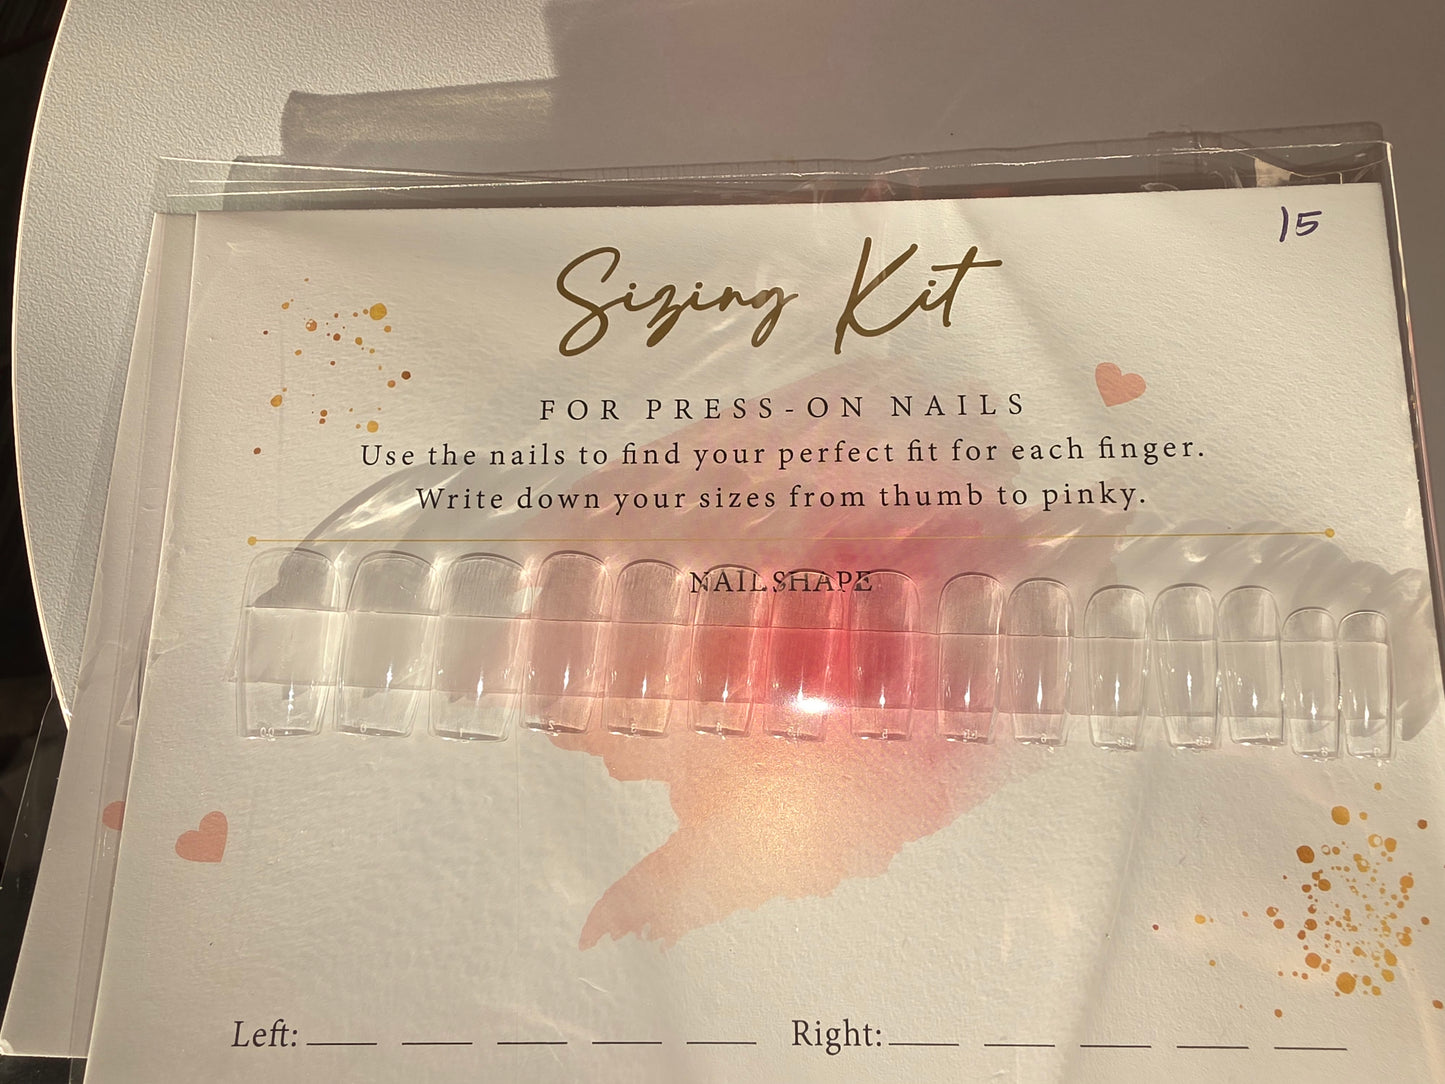 15
Sizing Kit
FOR PRESS-ON NAILS
Use the nails to find your perfect fit for each finger.
Write down your sizes from thumb to pinky.
NAIL SHAPE
Left: Right: